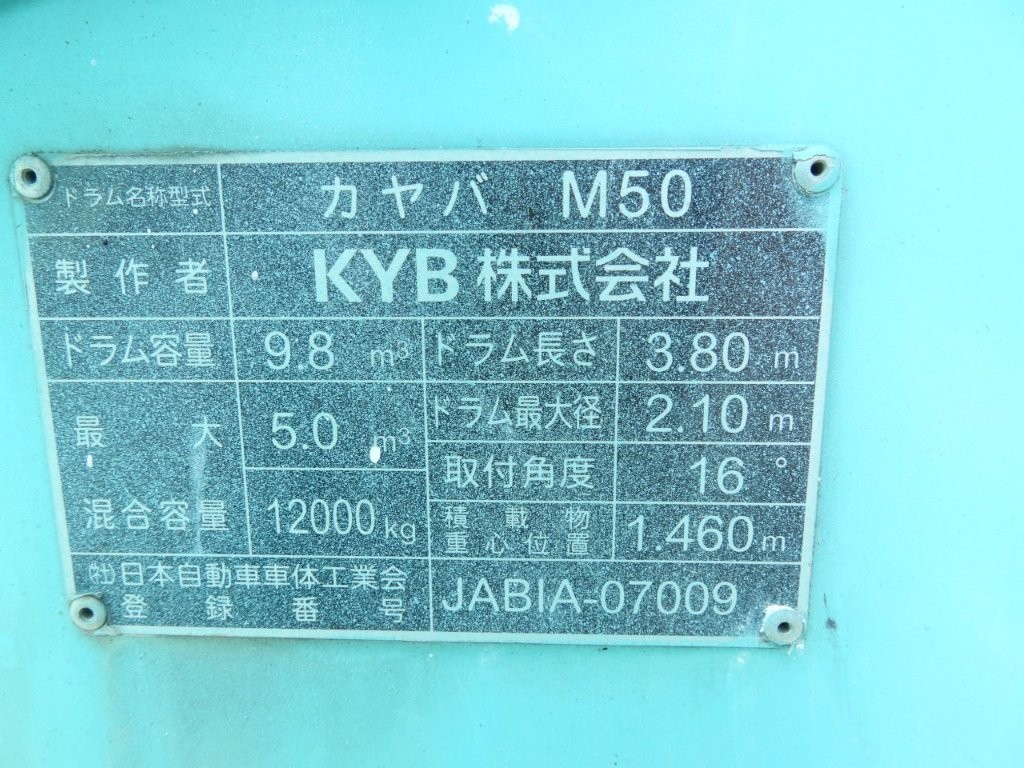 ドラム名称型式 カヤバ M50
製作者 KYB 株式会社
ドラム容量 9.8 m³ ドラム長さ 3.80 m
最大 5.0 m³ ドラム最大径 2.10 m
取付角度 16°
混合容量 12000kg 積載物
重心位置 1.460m
㈳日本自動車車体工業会
登録番号 JABIA-07009